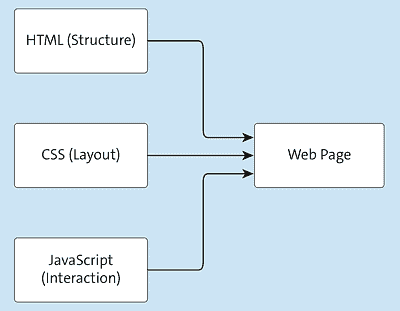 HTML (Structure)
CSS (Layout)
Web Page
JavaScript
(Interaction)